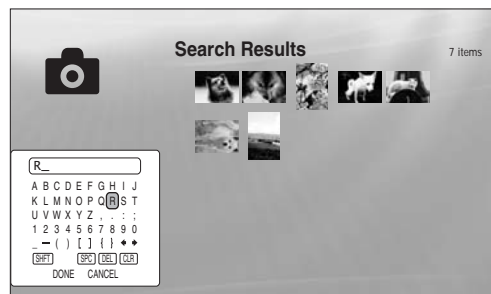 Search Results
7 items
R_
A B C D E F G H I J
K L M N O P Q R S T
U V W X Y Z , . : ;
1 2 3 4 5 6 7 8 9 0
_ - ( ) [ ] { }
SHFT SPC DEL CLR
DONE CANCEL